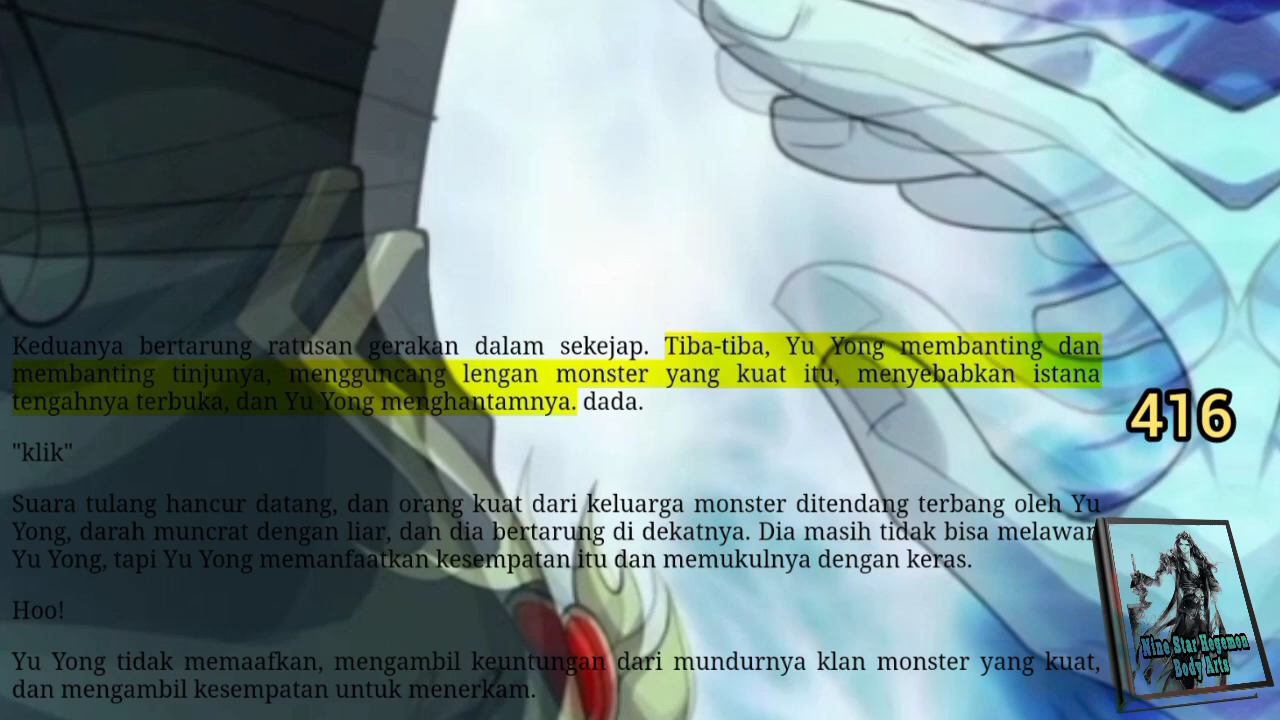 Keduanya bertarung ratusan gerakan dalam sekejap. Tiba-tiba, Yu Yong membanting dan
membanting tinjunya, mengguncang lengan monster yang kuat itu, menyebabkan istana
tengahnya terbuka, dan Yu Yong menghantamnya. dada.
"klik"
Suara tulang hancur datang, dan orang kuat dari keluarga monster ditendang terbang oleh Yu
Yong, darah muncrat dengan liar, dan dia bertarung di dekatnya. Dia masih tidak bisa melawan
Yu Yong, tapi Yu Yong memanfaatkan kesempatan itu dan memukulnya dengan keras.
Hoo!
Yu Yong tidak memaafkan, mengambil keuntungan dari mundurnya klan monster yang kuat,
dan mengambil kesempatan untuk menerkam.
416
Nine Star Hegemon
Body Arts